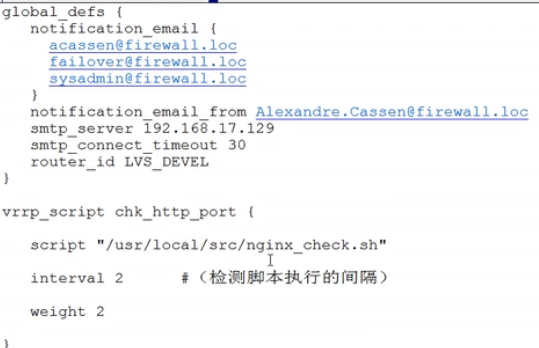 global_defs {
notification_email {
acassen@firewall.loc
failover@firewall.loc
sysadmin@firewall.loc
}
notification_email_from Alexandre.Cassen@firewall.loc
smtp_server 192.168.17.129
smtp_connect_timeout 30
router_id LVS_DEVEL
}
vrrp_script chk_http_port {
script "/usr/local/src/nginx_check.sh"
interval 2 #（检测脚本执行的间隔）
weight 2
}